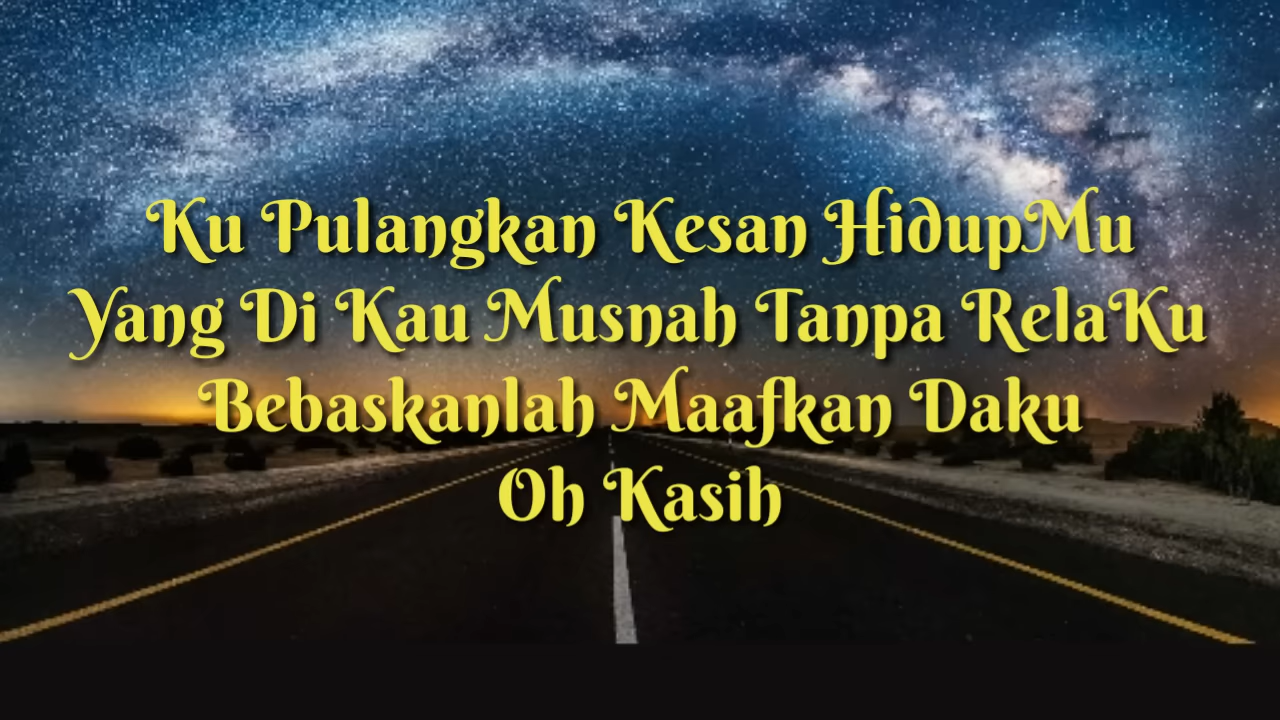 Ku Pulangkan Kesan HidupMu
Yang Di Kau Musnah Tanpa RelaKu
Bebaskanlah Maafkan Daku
Oh Kasih